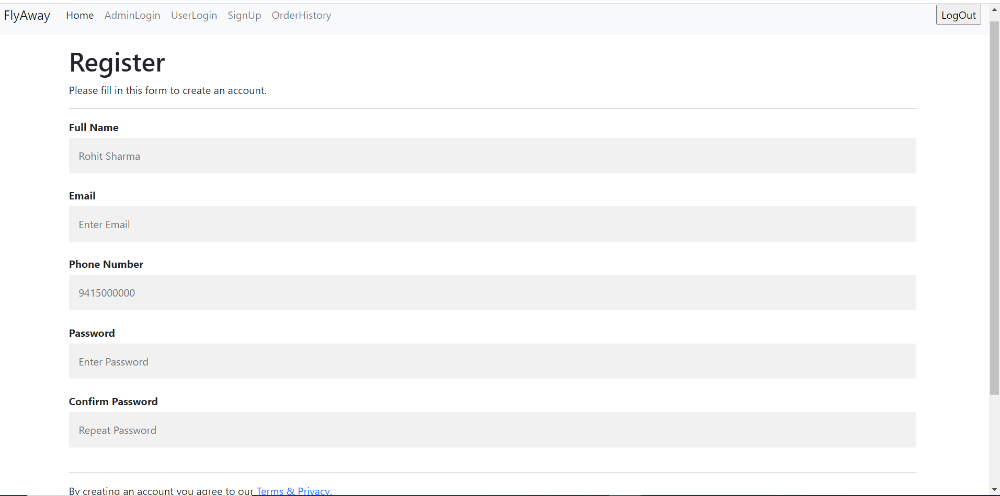 FlyAway Home AdminLogin UserLogin SignUp OrderHistory LogOut
Register
Please fill in this form to create an account.
Full Name
Rohit Sharma
Email
Enter Email
Phone Number
9415000000
Password
Enter Password
Confirm Password
Repeat Password
By creating an account you agree to our Terms & Privacy.